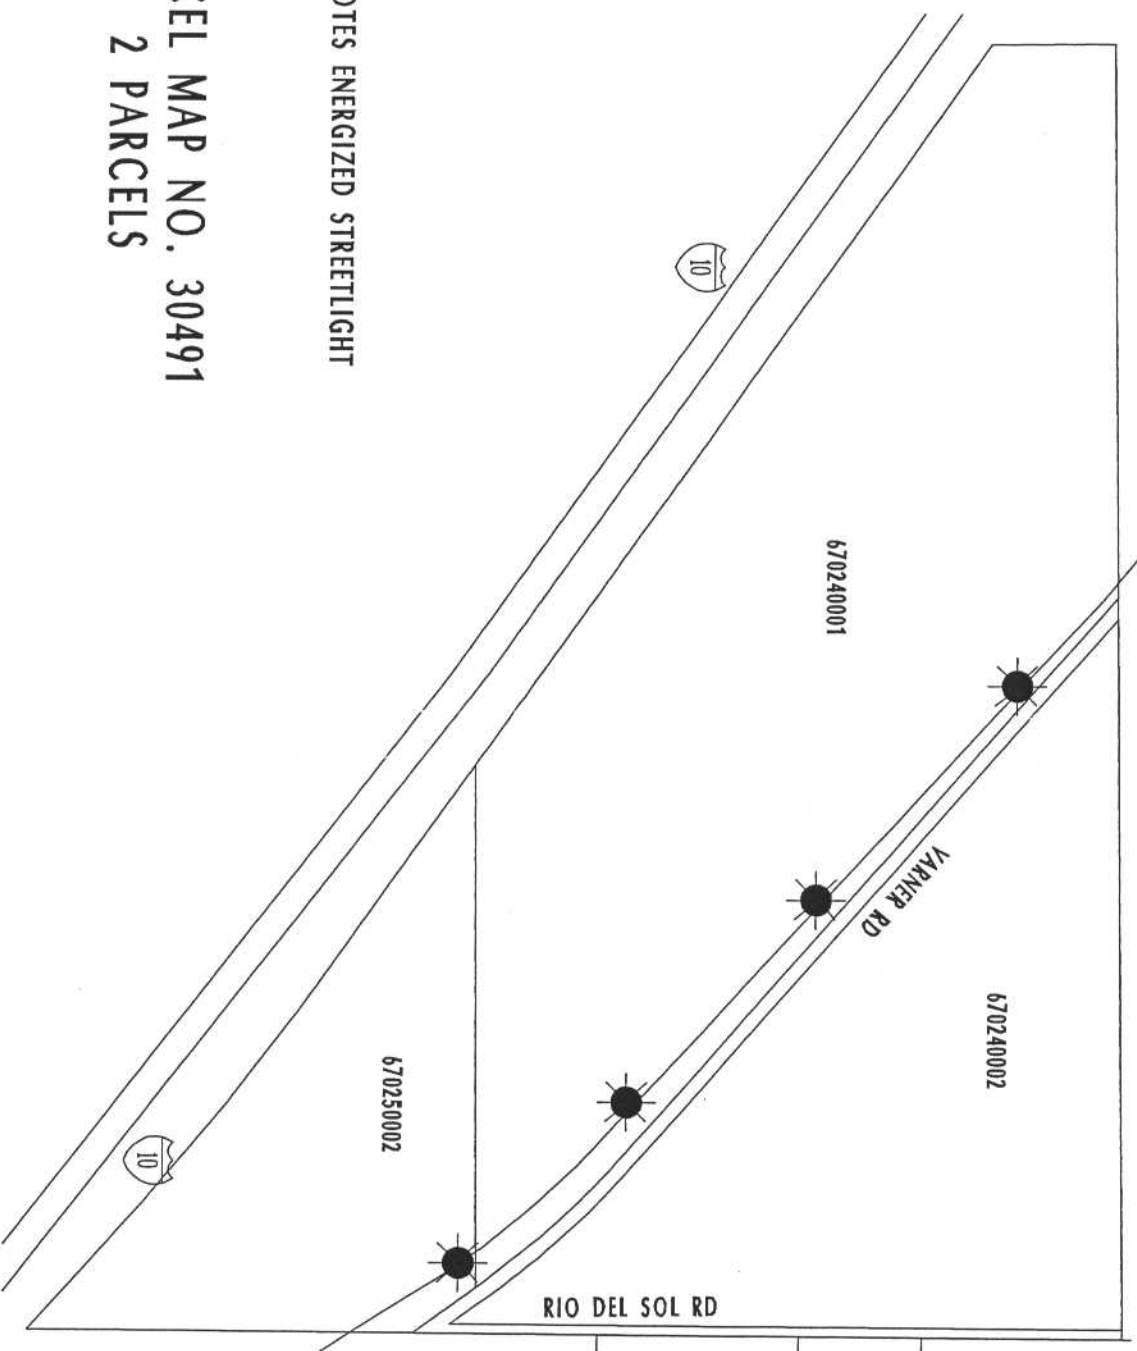 OTES ENERGIZED STREETLIGHT
CEL MAP NO. 30491
2 PARCELS
10
670240001
VARNER RD
670240002
670250002
10
RIO DEL SOL RD